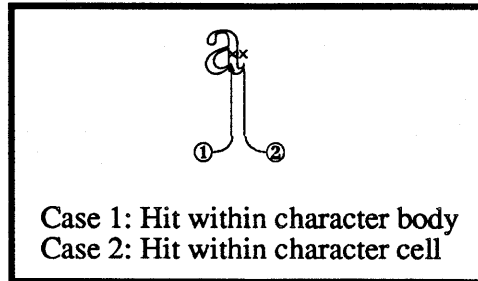 a
① ②
Case 1: Hit within character body
Case 2: Hit within character cell